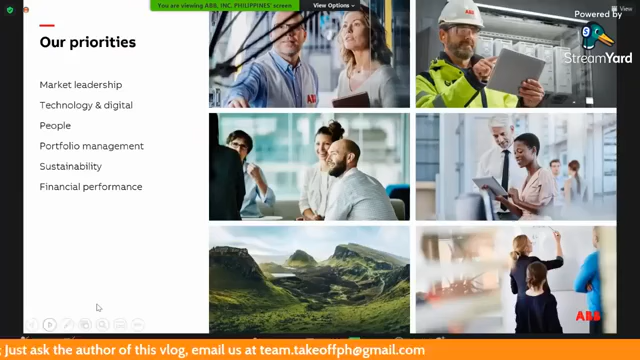 You are viewing ABB, INC. PHILIPPINES' screen
View Options
View
Powered by
StreamYard
Our priorities
Market leadership
Technology & digital
People
Portfolio management
Sustainability
Financial performance
ABB
ABB
Just ask the author of this vlog, email us at team.takeoffph@gmail.com